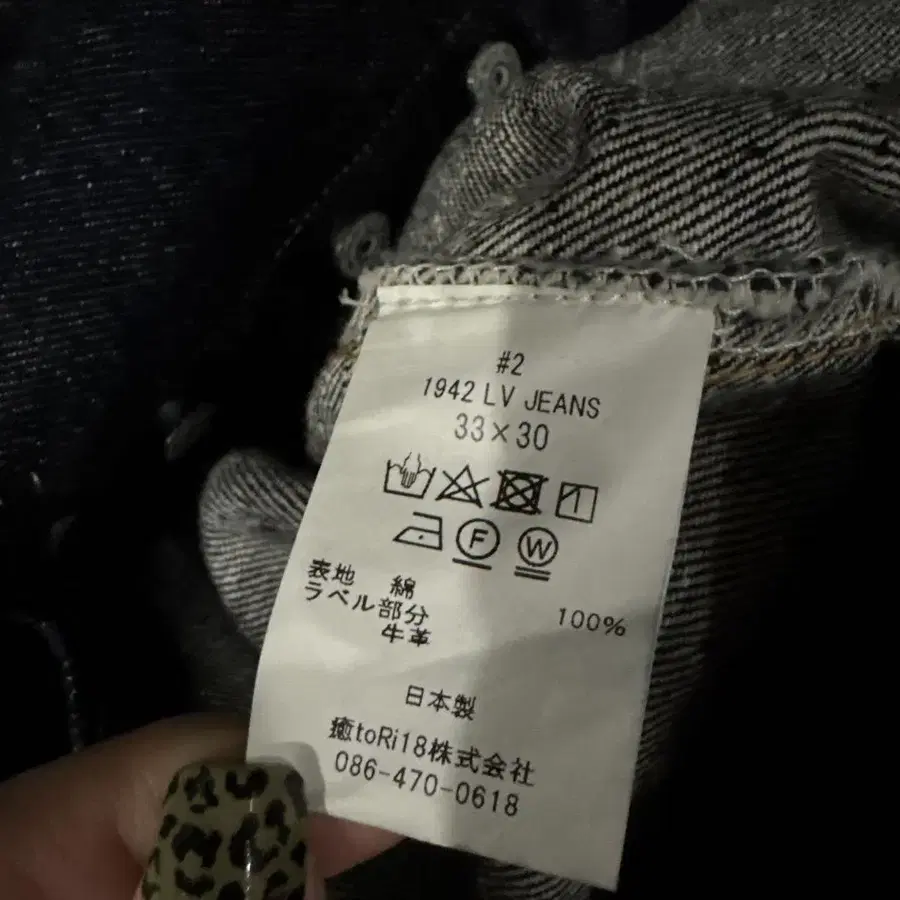 #2
1942 LV JEANS
33×30
F W
表地 綿 100%
ラベル部分
牛革
日本製
癒toRi18株式会社
086-470-0618